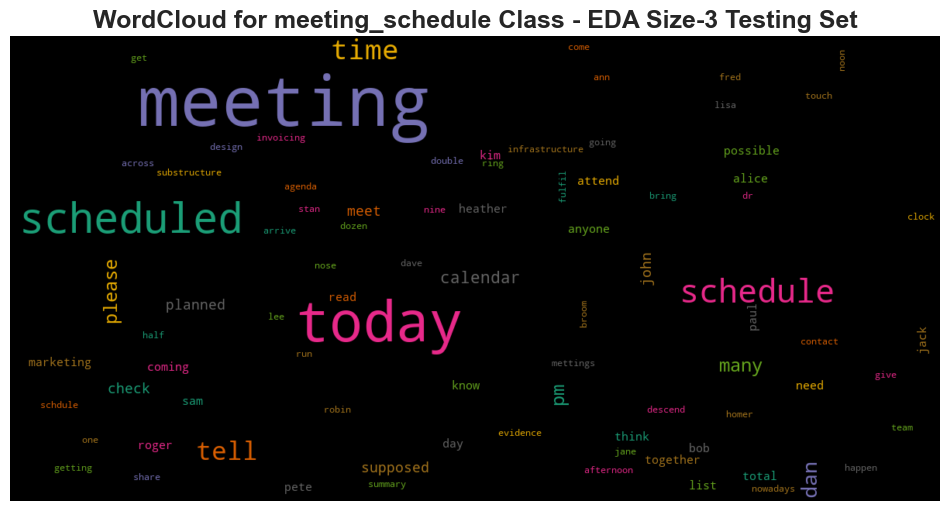 WordCloud for meeting_schedule Class - EDA Size-3 Testing Set
time
come
noon
get
meeting
ann
fred
touch
lisa
invoicing
design
going
infrastructure
possible
kim
across
double
ring
substructure
fulfil
attend
alice
agenda
bring
dr
scheduled
stan
meet
nine
heather
clock
dozen
arrive
anyone
please
nose
dave
john
calendar
schedule
planned
read
today
lee
broom
paul
half
jack
contact
run
marketing
coming
mettings
many
give
check
know
pm
need
sam
schdule
robin
descend
homer
team
one
evidence
think
roger
tell
day
jane
bob
together
getting
supposed
afternoon
dan
happen
share
total
summary
pete
list
nowadays